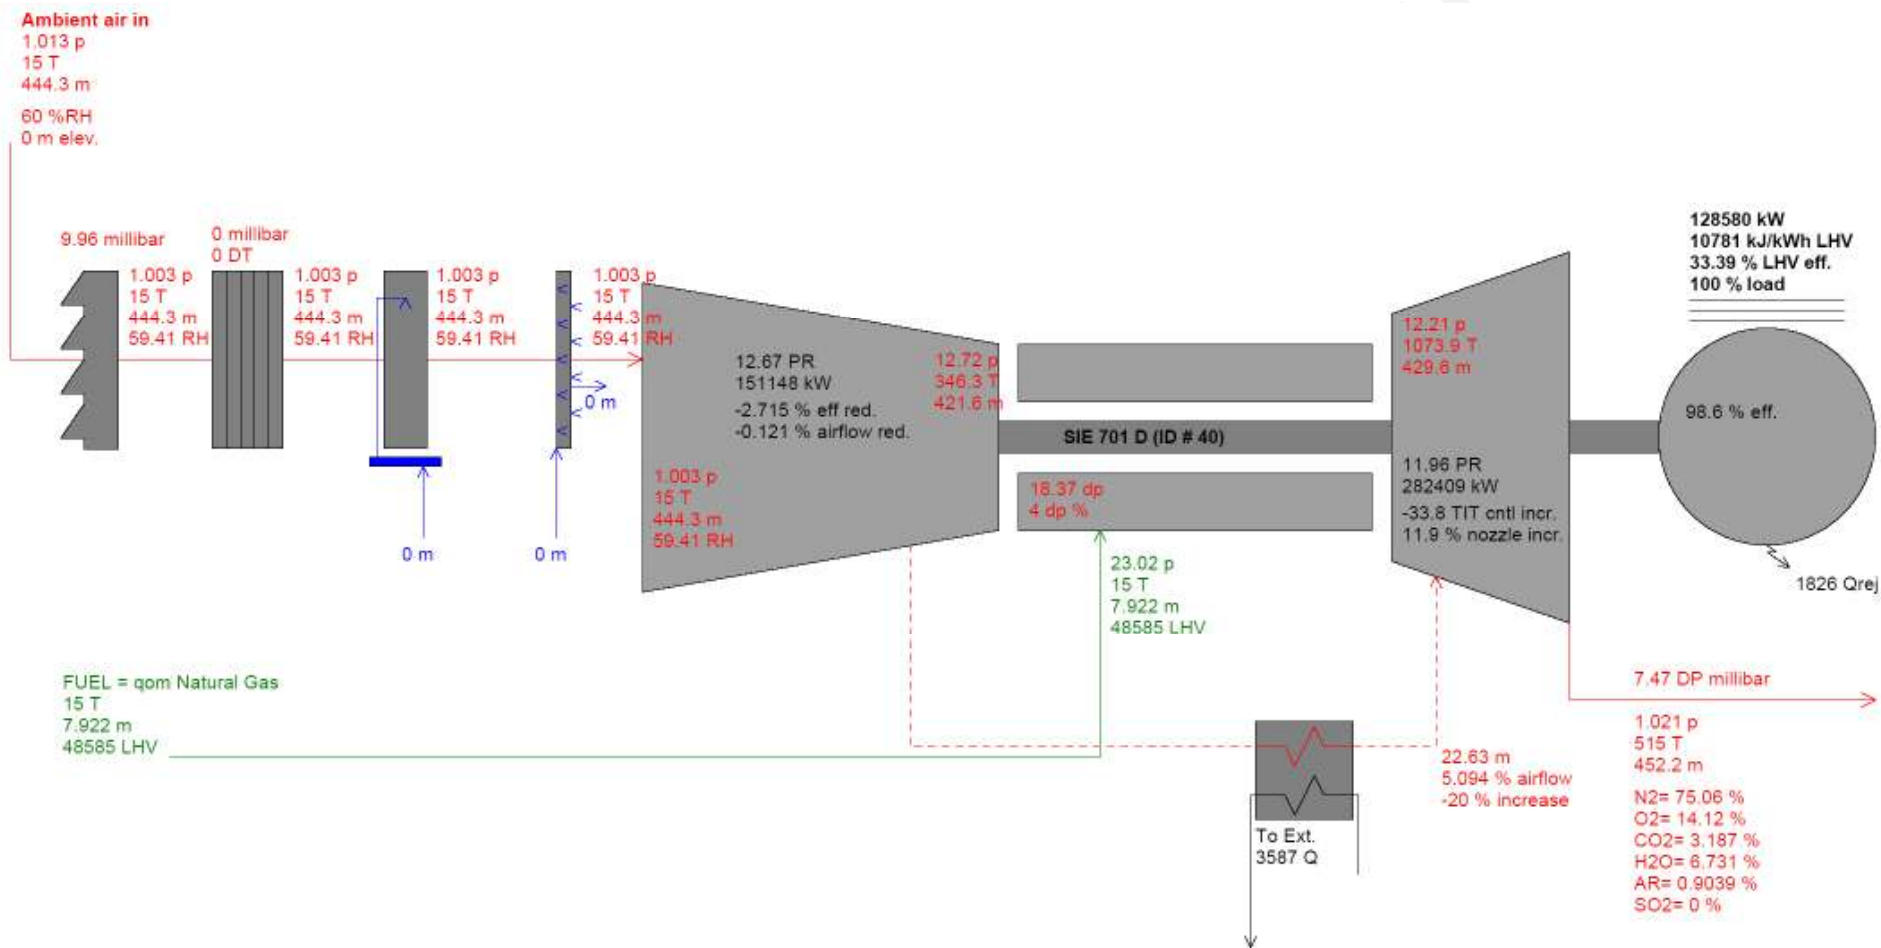 Ambient air in
1.013 p
15 T
444.3 m
60 %RH
0 m elev.
9.96 millibar
0 millibar
0 DT
1.003 p
15 T
444.3 m
59.41 RH
1.003 p
15 T
444.3 m
59.41 RH
1.003 p
15 T
444.3 m
59.41 RH
1.003 p
15 T
444.3 m
59.41 RH
0 m
0 m
0 m
12.67 PR
151148 kW
-2.715 % eff red.
-0.121 % airflow red.
1.003 p
15 T
444.3 m
59.41 RH
12.72 p
346.3 T
421.6 m
SIE 701 D (ID # 40)
18.37 dp
4 dp %
23.02 p
15 T
7.922 m
48585 LHV
12.21 p
1073.9 T
429.6 m
11.96 PR
282409 kW
-33.8 TIT cntl incr.
11.9 % nozzle incr.
128580 kW
10781 kJ/kWh LHV
33.39 % LHV eff.
100 % load
98.6 % eff.
1826 Qrej
FUEL = qom Natural Gas
15 T
7.922 m
48585 LHV
To Ext.
3587 Q
22.63 m
5.094 % airflow
-20 % increase
7.47 DP millibar
1.021 p
515 T
452.2 m
N2= 75.06 %
O2= 14.12 %
CO2= 3.187 %
H2O= 6.731 %
AR= 0.9039 %
SO2= 0 %